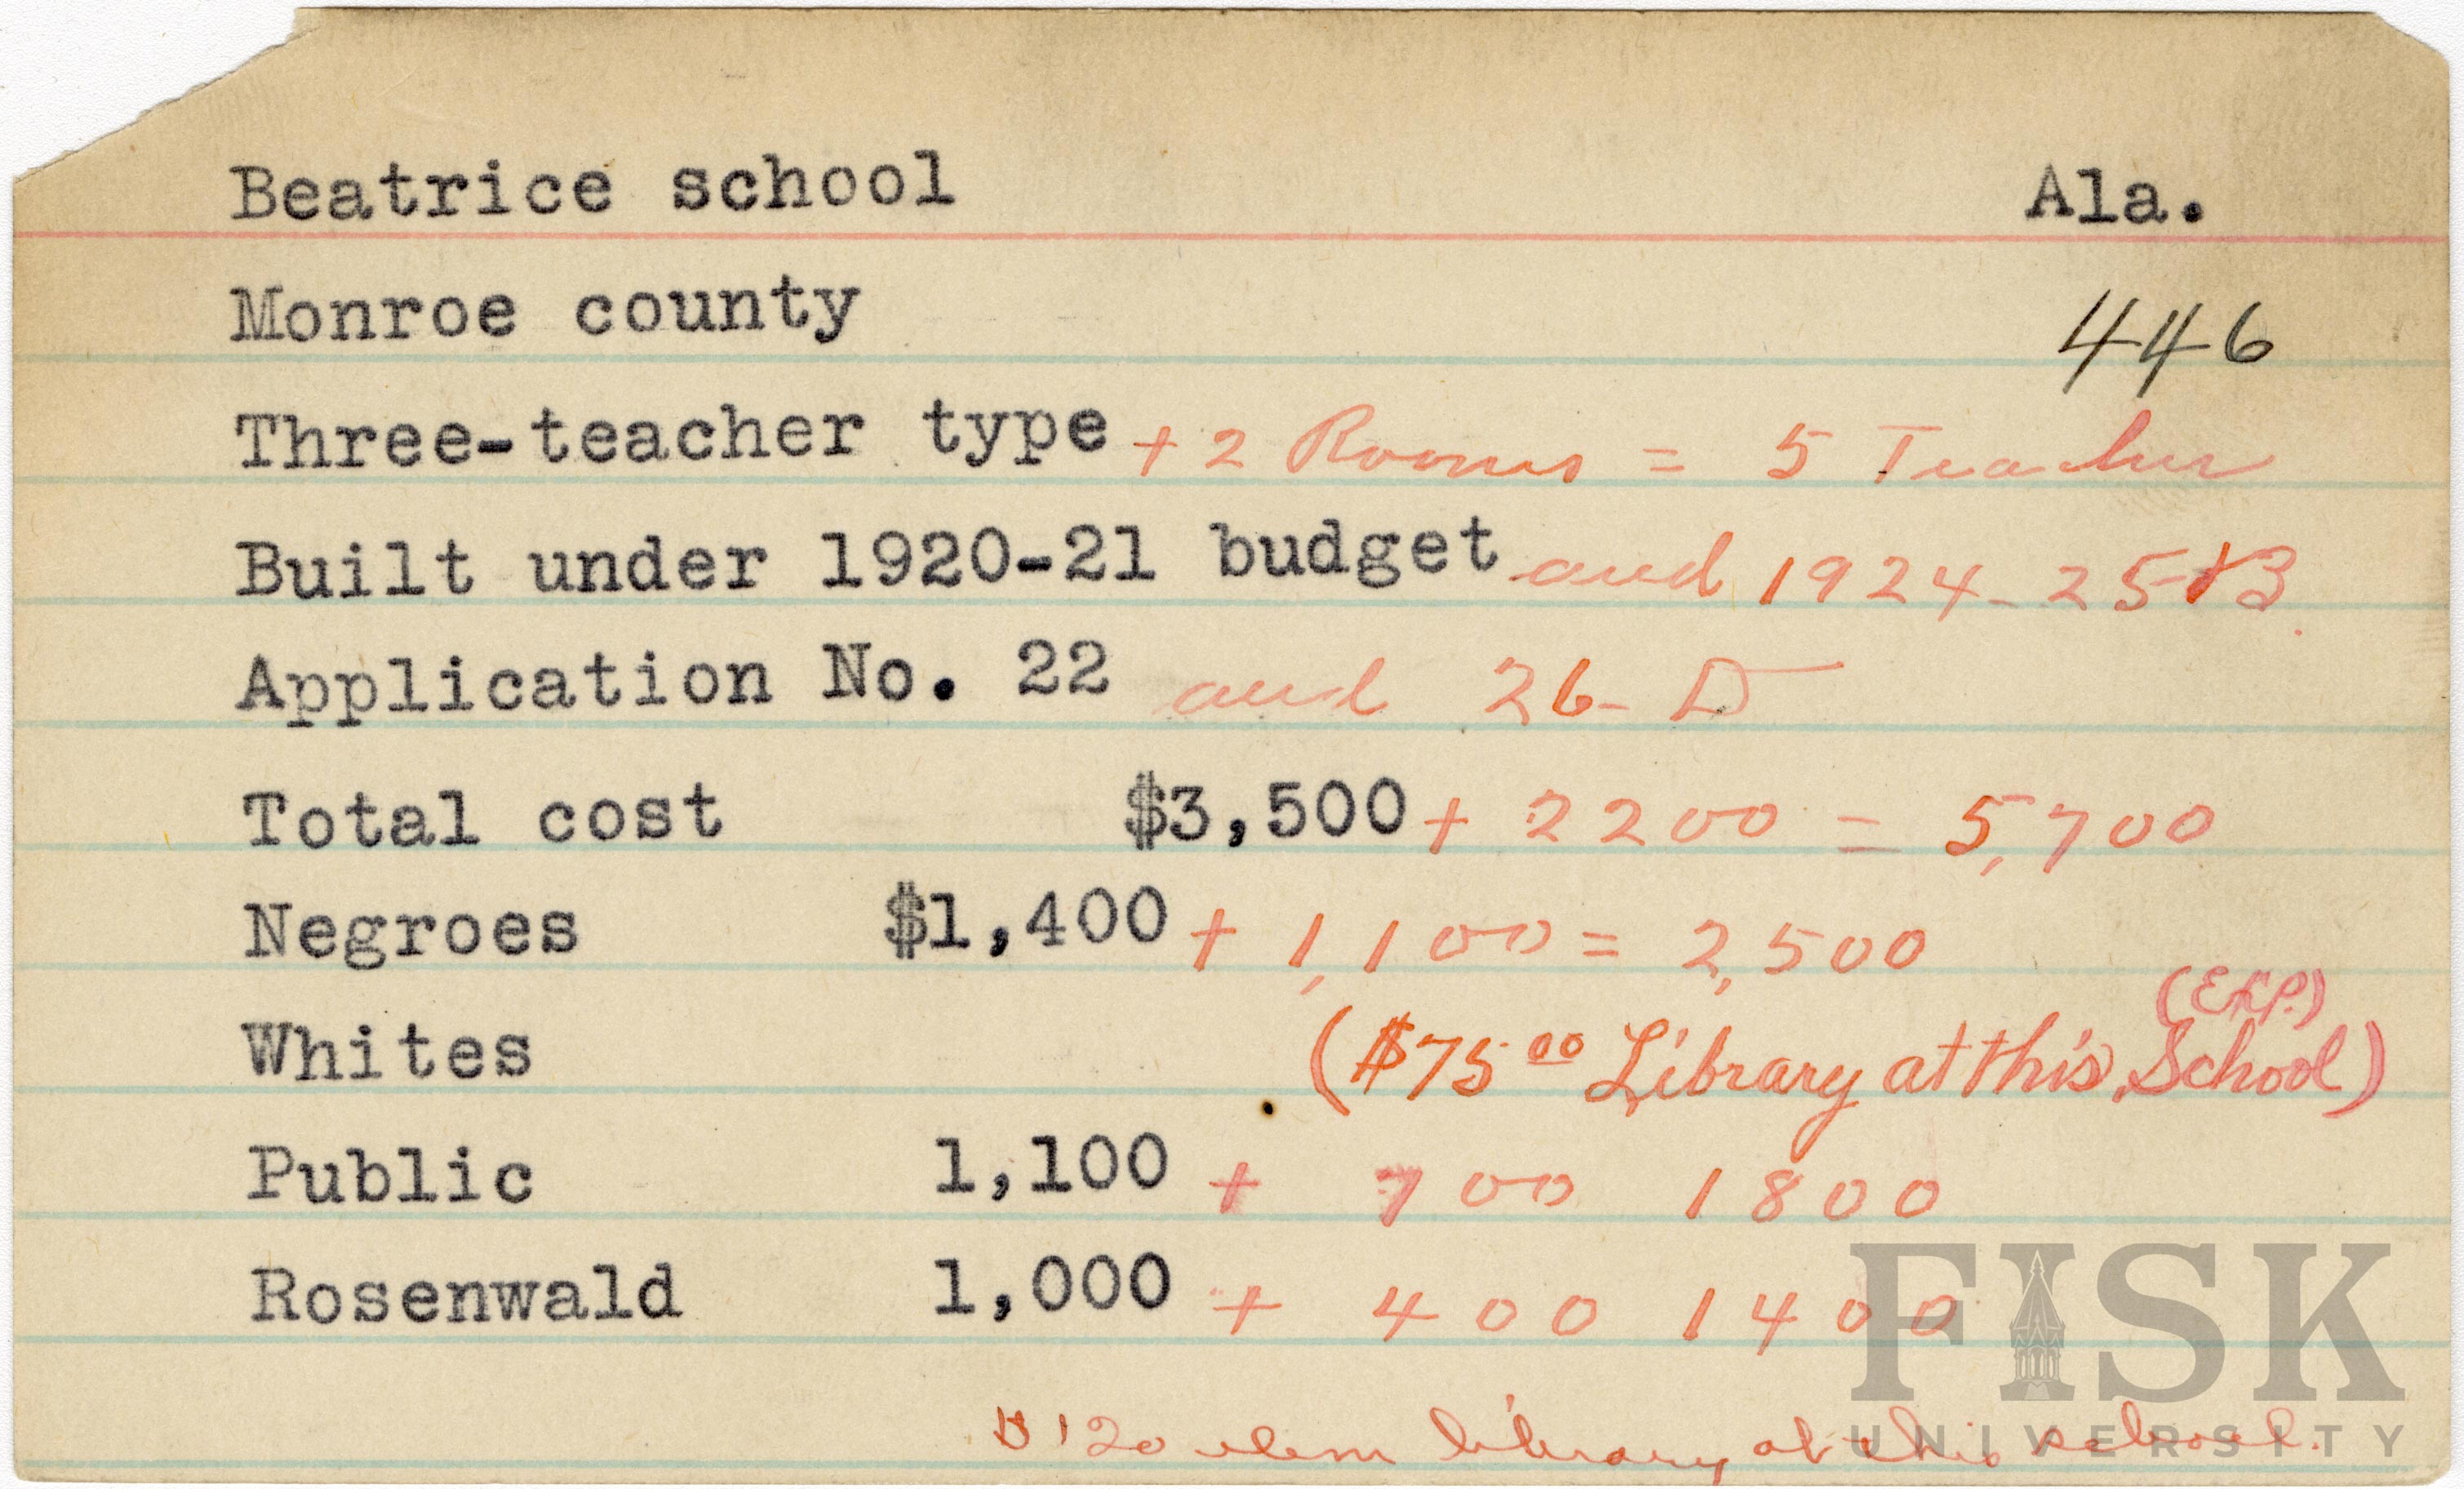 Beatrice school Ala.
Monroe county 446
Three-teacher type + 2 Rooms = 5 Teacher
Built under 1920-21 budget and 1924-25 B
Application No. 22 and 26-D
Total cost $3,500 + 2200 = 5,700
Negroes $1,400 + 1,100 = 2,500
(Exp.)
Whites ($75.00 Library at this School)
Public 1,100 + 700 1800
Rosenwald 1,000 + 400 1400
$120 elem library at this school.
FISK
UNIVERSITY